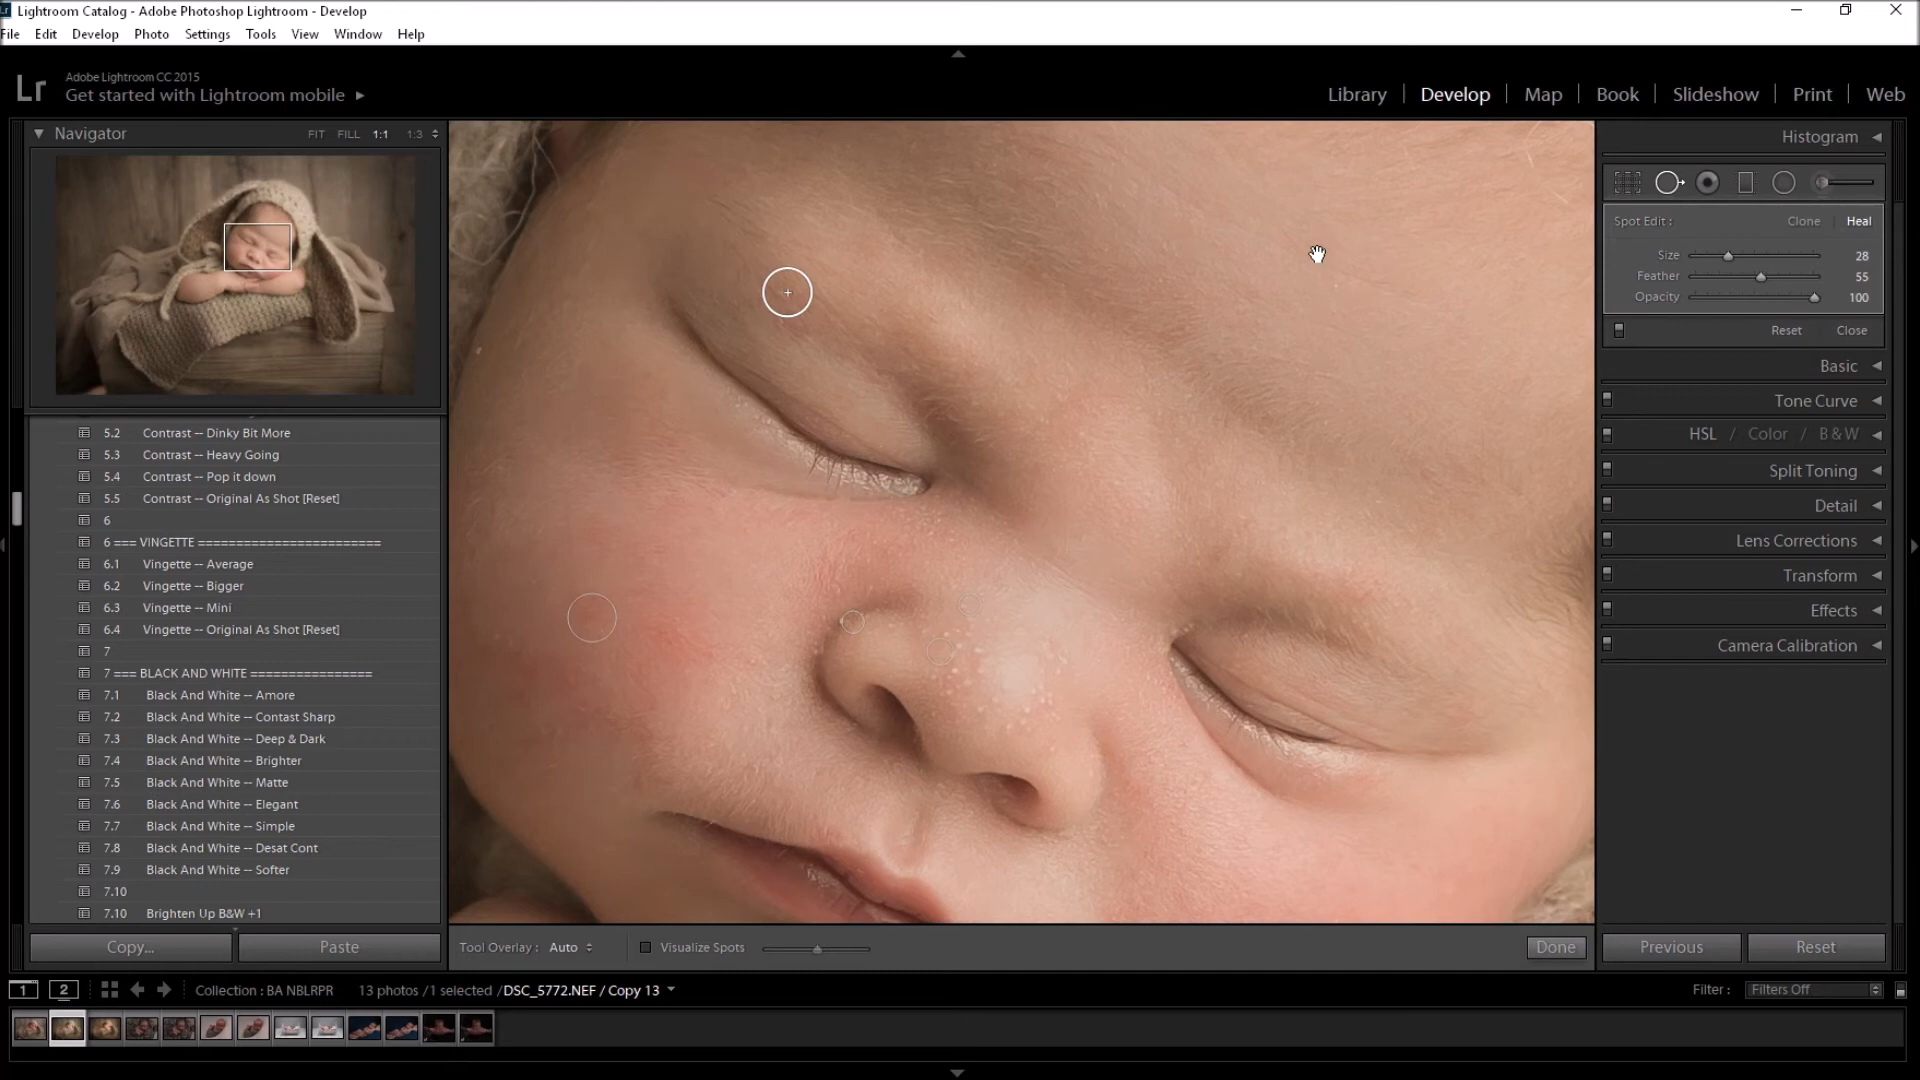 Lightroom Catalog - Adobe Photoshop Lightroom - Develop
File Edit Develop Photo Settings Tools View Window Help
Lr
Adobe Lightroom CC 2015
Get started with Lightroom mobile
Library Develop Map Book Slideshow Print Web
Navigator FIT FILL 1:1 1:3
Histogram
Spot Edit : Clone Heal
Size 28
Feather 55
Opacity 100
Reset Close
Basic
Tone Curve
HSL / Color / B & W
Split Toning
Detail
Lens Corrections
Transform
Effects
Camera Calibration
5.2 Contrast -- Dinky Bit More
5.3 Contrast -- Heavy Going
5.4 Contrast -- Pop it down
5.5 Contrast -- Original As Shot [Reset]
6
6 === VINGETTE ========================
6.1 Vingette -- Average
6.2 Vingette -- Bigger
6.3 Vingette -- Mini
6.4 Vingette -- Original As Shot [Reset]
7
7 === BLACK AND WHITE ================
7.1 Black And White -- Amore
7.2 Black And White -- Contast Sharp
7.3 Black And White -- Deep & Dark
7.4 Black And White -- Brighter
7.5 Black And White -- Matte
7.6 Black And White -- Elegant
7.7 Black And White -- Simple
7.8 Black And White -- Desat Cont
7.9 Black And White -- Softer
7.10
7.10 Brighten Up B&W +1
Copy... Paste
Tool Overlay : Auto Visualize Spots Done
Previous Reset
1 2 Collection : BA NBLRPR 13 photos / 1 selected / DSC_5772.NEF / Copy 13
Filter : Filters Off